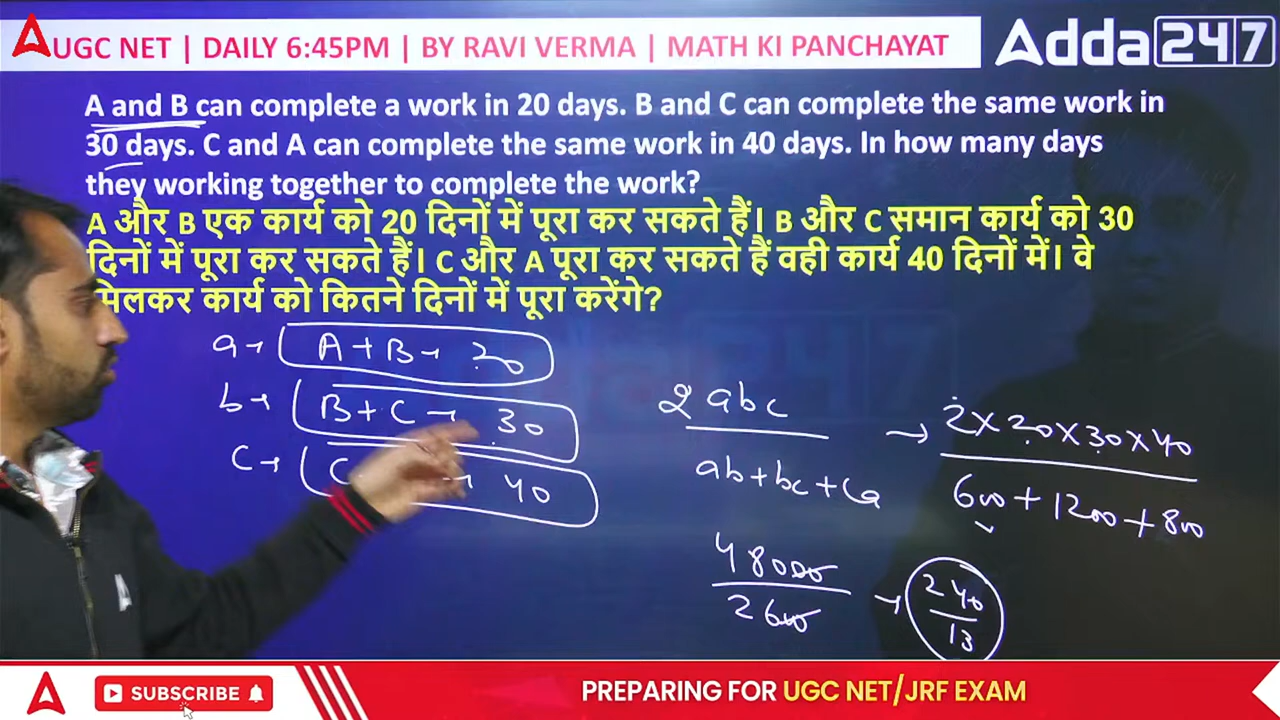 UGC NET | DAILY 6:45PM | BY RAVI VERMA | MATH KI PANCHAYAT
Adda 247
A and B can complete a work in 20 days. B and C can complete the same work in
30 days. C and A can complete the same work in 40 days. In how many days
they working together to complete the work?
A और B एक कार्य को 20 दिनों में पूरा कर सकते हैं। B और C समान कार्य को 30
दिनों में पूरा कर सकते हैं। C और A पूरा कर सकते हैं वही कार्य 40 दिनों में। वे
मिलकर कार्य को कितने दिनों में पूरा करेंगे?
a → A + B → 20
b → B + C → 30
c → C → 40
2abc
ab + bc + ca
→ 2 × 20 × 30 × 40
600 + 1200 + 800
48000
2600
→ 240
13
SUBSCRIBE
PREPARING FOR UGC NET/JRF EXAM